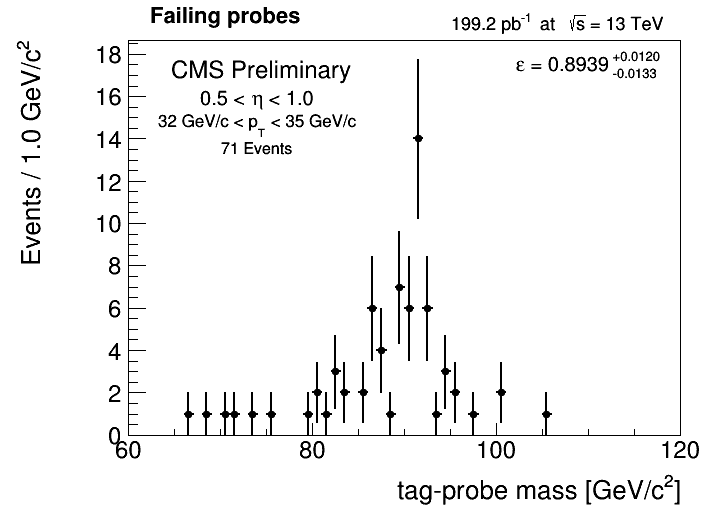 Failing probes
199.2 pb⁻¹ at √s = 13 TeV
CMS Preliminary
ε = 0.8939 +0.0120 -0.0133
0.5 < η < 1.0
32 GeV/c < p_T < 35 GeV/c
71 Events
Events / 1.0 GeV/c²
18
16
14
12
10
8
6
4
2
0
60 80 100 120
tag-probe mass [GeV/c²]